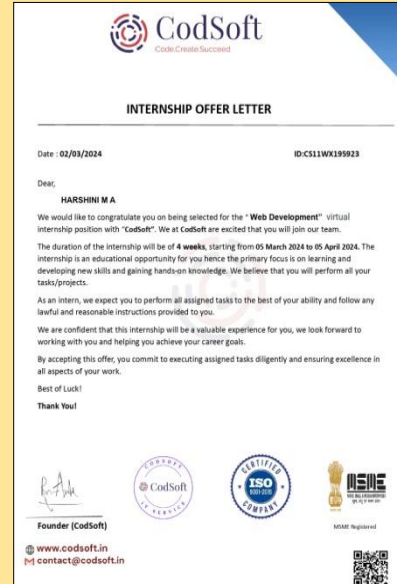 CodSoft
Code.Create.Succeed
INTERNSHIP OFFER LETTER
Date : 02/03/2024 ID:CS11WX195923
Dear,
HARSHINI M A
We would like to congratulate you on being selected for the "Web Development" virtual
internship position with "CodSoft". We at CodSoft are excited that you will join our team.
The duration of the internship will be of 4 weeks, starting from 05 March 2024 to 05 April 2024. The
internship is an educational opportunity for you hence the primary focus is on learning and
developing new skills and gaining hands-on knowledge. We believe that you will perform all your
tasks/projects.
As an intern, we expect you to perform all assigned tasks to the best of your ability and follow any
lawful and reasonable instructions provided to you.
We are confident that this internship will be a valuable experience for you, we look forward to
working with you and helping you achieve your career goals.
By accepting this offer, you commit to executing assigned tasks diligently and ensuring excellence in
all aspects of your work.
Best of Luck!
Thank You!
CODSOFT
CodSoft
IT SERVICE
CERTIFIED
ISO
9001:2015
COMPANY
MSME
Founder (CodSoft)
MSME Registered
www.codsoft.in
contact@codsoft.in